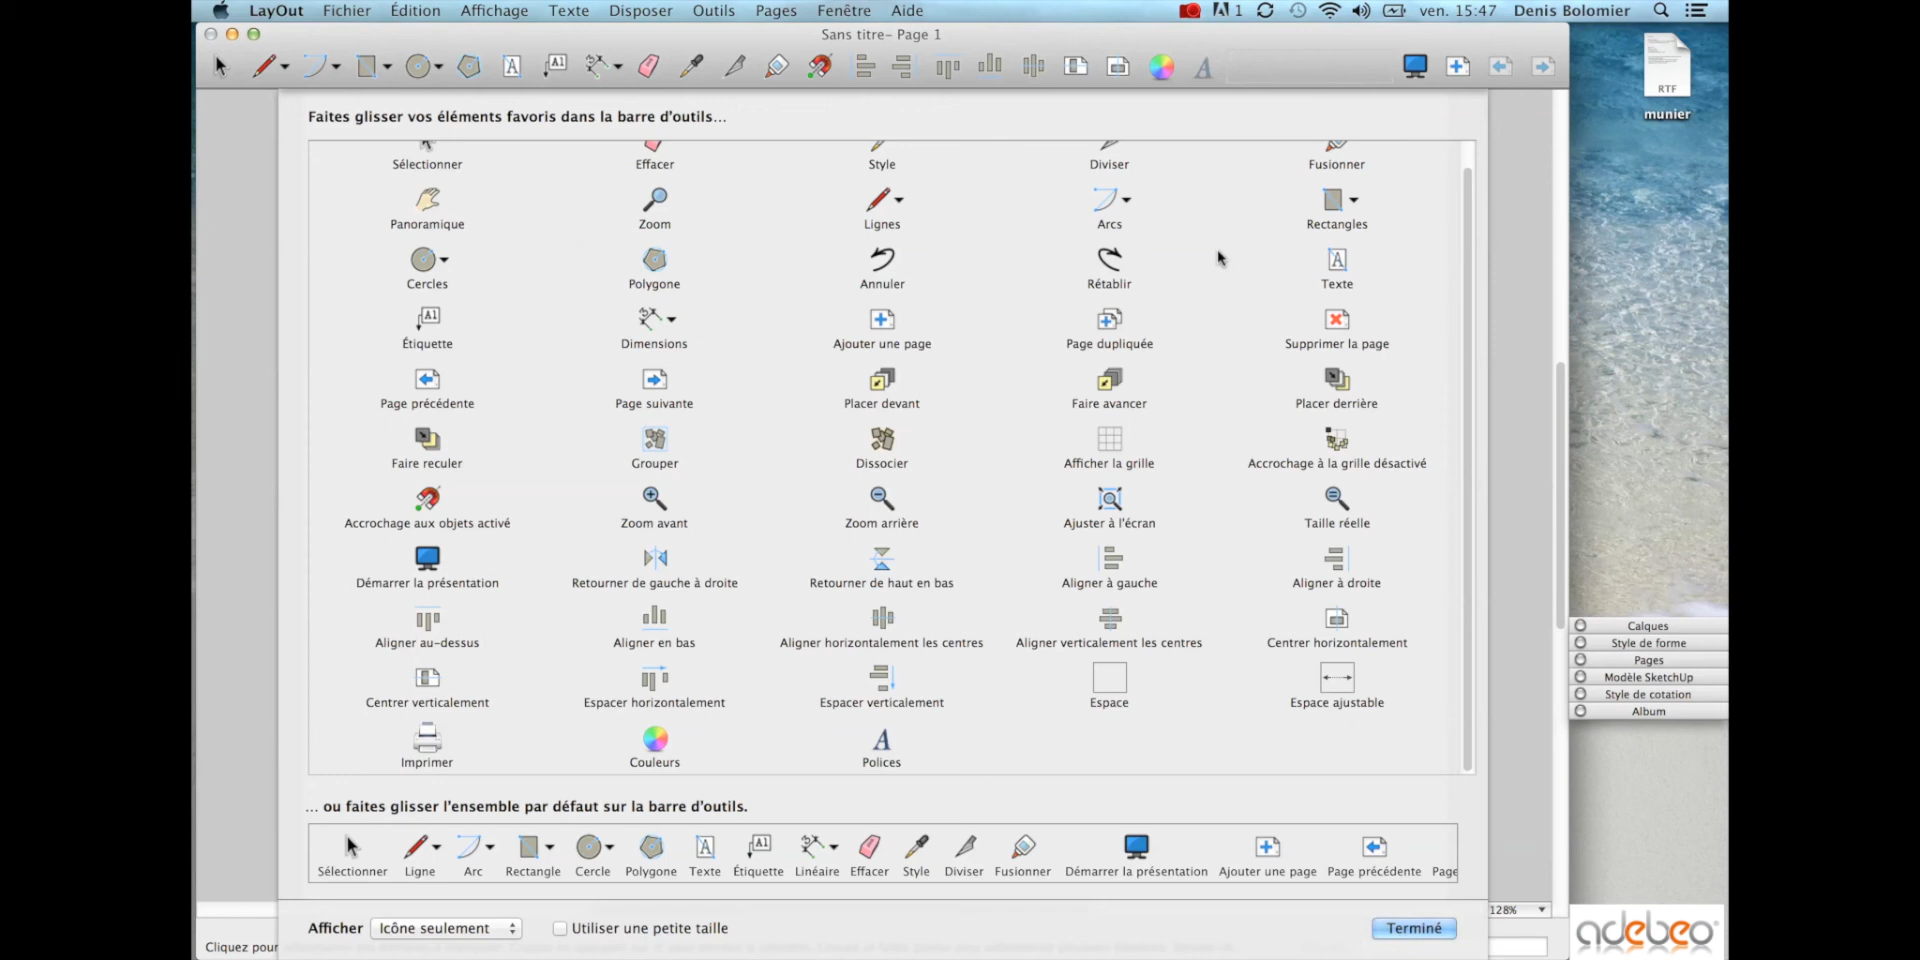 LayOut Fichier Édition Affichage Texte Disposer Outils Pages Fenêtre Aide 1 ven. 15:47 Denis Bolomier
Sans titre- Page 1
RTF
munier
Faites glisser vos éléments favoris dans la barre d'outils...
Sélectionner Effacer Style Diviser Fusionner
Panoramique Zoom Lignes Arcs Rectangles
Cercles Polygone Annuler Rétablir Texte
Étiquette Dimensions Ajouter une page Page dupliquée Supprimer la page
Page précédente Page suivante Placer devant Faire avancer Placer derrière
Faire reculer Grouper Dissocier Afficher la grille Accrochage à la grille désactivé
Accrochage aux objets activé Zoom avant Zoom arrière Ajuster à l'écran Taille réelle
Démarrer la présentation Retourner de gauche à droite Retourner de haut en bas Aligner à gauche Aligner à droite
Aligner au-dessus Aligner en bas Aligner horizontalement les centres Aligner verticalement les centres Centrer horizontalement
Centrer verticalement Espacer horizontalement Espacer verticalement Espace Espace ajustable
Imprimer Couleurs Polices
... ou faites glisser l'ensemble par défaut sur la barre d'outils.
Sélectionner Ligne Arc Rectangle Cercle Polygone Texte Étiquette Linéaire Effacer Style Diviser Fusionner Démarrer la présentation Ajouter une page Page précédente Page
Afficher Icône seulement Utiliser une petite taille Terminé
128%
Cliquez pour
Calques
Style de forme
Pages
Modèle SketchUp
Style de cotation
Album
adebeo